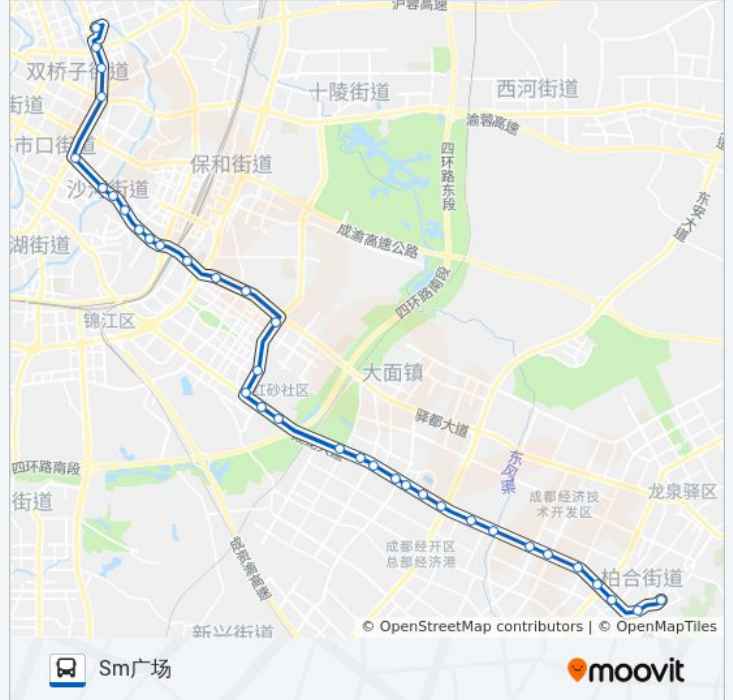 沪蓉高速
双桥子街道
十陵街道
西河街道
街道
渝蓉高速
牛市口街道
保和街道
四环路东段
沙河街道
东安大道
成渝高速公路
湖街道
四环路南段
锦江区
大面镇
红砂社区
驿都大道
四环路南段
东风渠
龙泉驿区
成都经济技
术开发区
街道
成都经开区
总部经济港
成资渝高速
柏合街道
新兴街道
© OpenStreetMap contributors | © OpenMapTiles
Sm广场
moovit